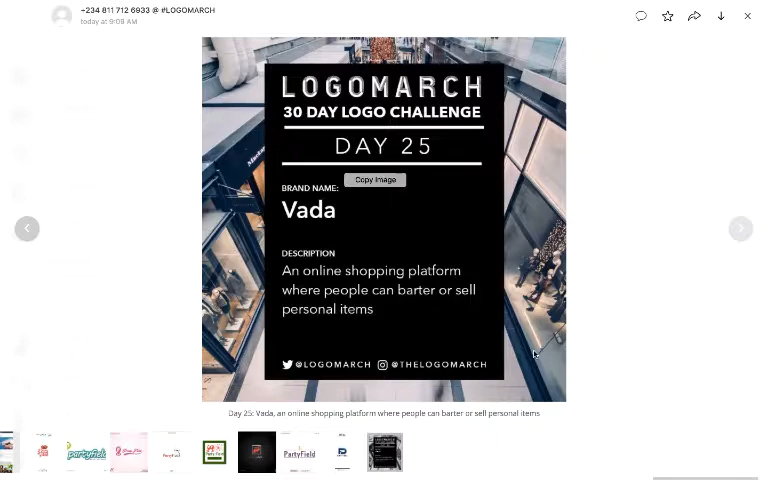 +234 811 712 6933 @ #LOGOMARCH
today at 9:08 AM
LOGOMARCH
30 DAY LOGO CHALLENGE
DAY 25
Copy Image
BRAND NAME:
Vada
DESCRIPTION
An online shopping platform
where people can barter or sell
personal items
@LOGOMARCH @THELOGOMARCH
Day 25: Vada, an online shopping platform where people can barter or sell personal items
partyfield
PartyField